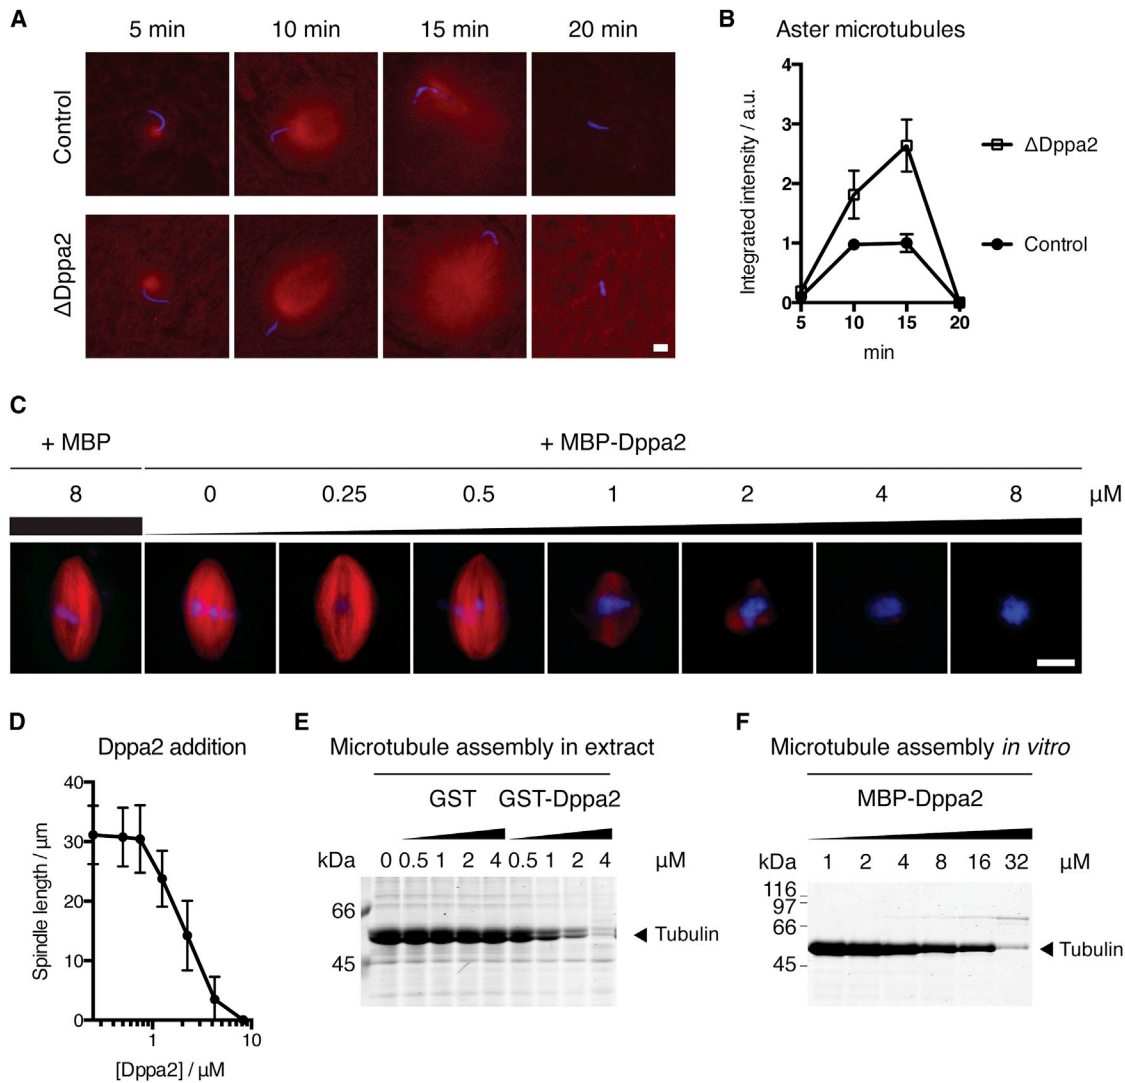 A
5 min 10 min 15 min 20 min
Control
ΔDppa2
B
Aster microtubules
Integrated intensity / a.u.
4
3
2
1
0
5 10 15 20
min
ΔDppa2
Control
C
+ MBP + MBP-Dppa2
8 0 0.25 0.5 1 2 4 8 μM
D
Dppa2 addition
Spindle length / μm
40
30
20
10
0
1 10
[Dppa2] / μM
E
Microtubule assembly in extract
GST GST-Dppa2
kDa 0 0.5 1 2 4 0.5 1 2 4 μM
66
45
Tubulin
F
Microtubule assembly in vitro
MBP-Dppa2
kDa 1 2 4 8 16 32 μM
116
97
66
45
Tubulin